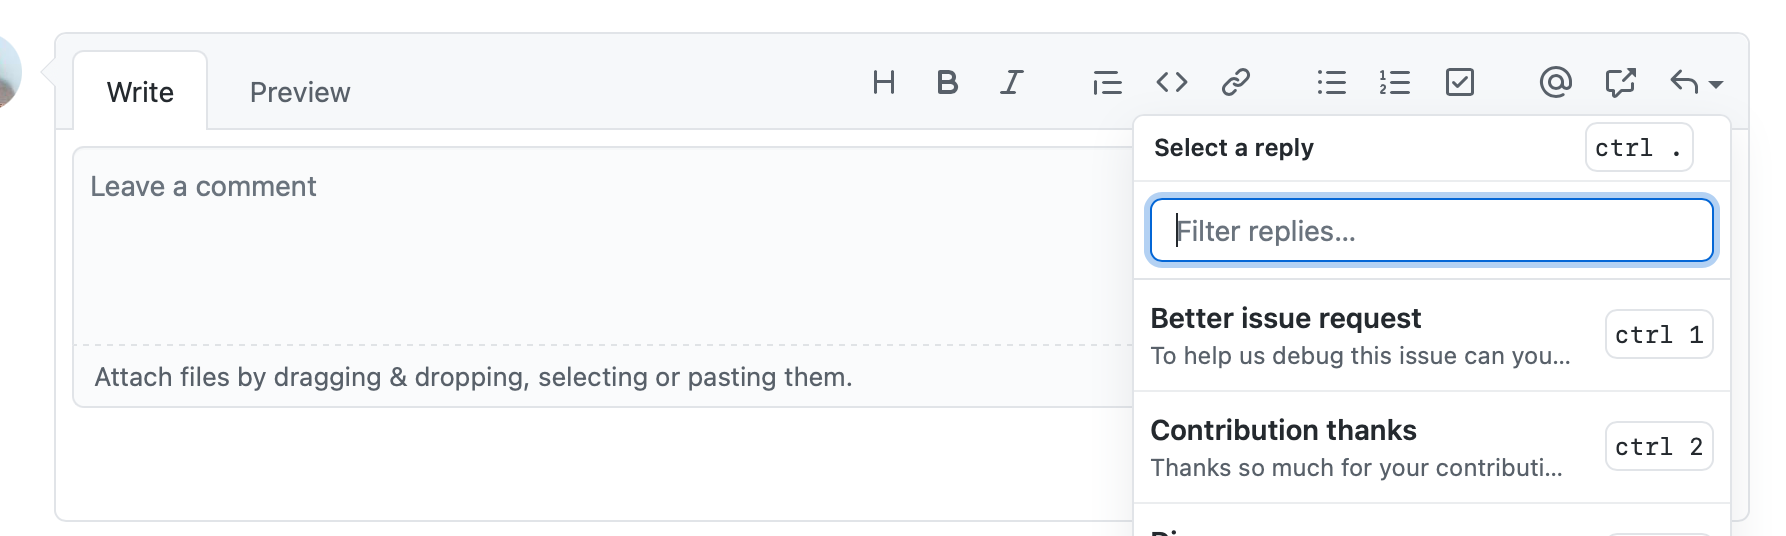 Write
Preview
Select a reply
ctrl .
Leave a comment
Filter replies...
Better issue request
ctrl 1
To help us debug this issue can you...
Attach files by dragging & dropping, selecting or pasting them.
Contribution thanks
ctrl 2
Thanks so much for your contributi...